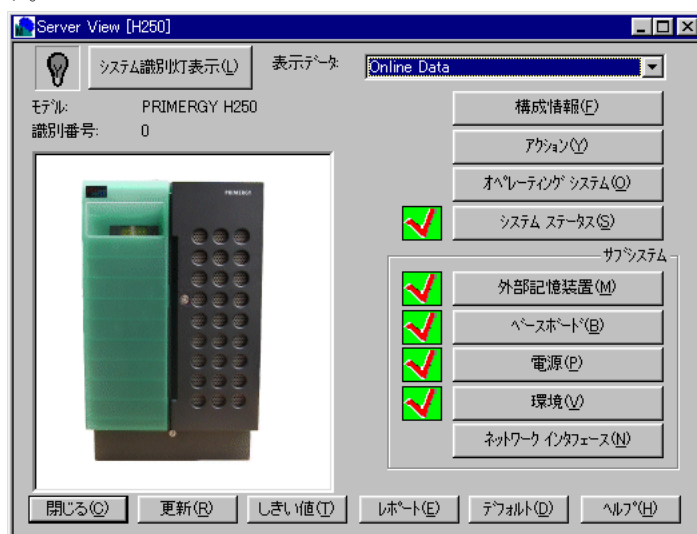 Server View [H250]
システム識別灯表示(L)
表示ﾃﾞｰﾀ:
Online Data
ﾓﾃﾞﾙ:
PRIMERGY H250
識別番号:
0
構成情報(F)
ｱｸｼｮﾝ(Y)
ｵﾍﾟﾚｰﾃｨﾝｸﾞ ｼｽﾃﾑ(O)
ｼｽﾃﾑ ｽﾃｰﾀｽ(S)
ｻﾌﾞｼｽﾃﾑ
外部記憶装置(M)
ﾍﾞｰｽﾎﾞｰﾄﾞ(B)
電源(P)
環境(V)
ﾈｯﾄﾜｰｸ ｲﾝﾀﾌｪｰｽ(N)
PRIMERGY
閉じる(C)
更新(R)
しきい値(T)
ﾚﾎﾟｰﾄ(E)
ﾃﾞﾌｫﾙﾄ(D)
ﾍﾙﾌﾟ(H)